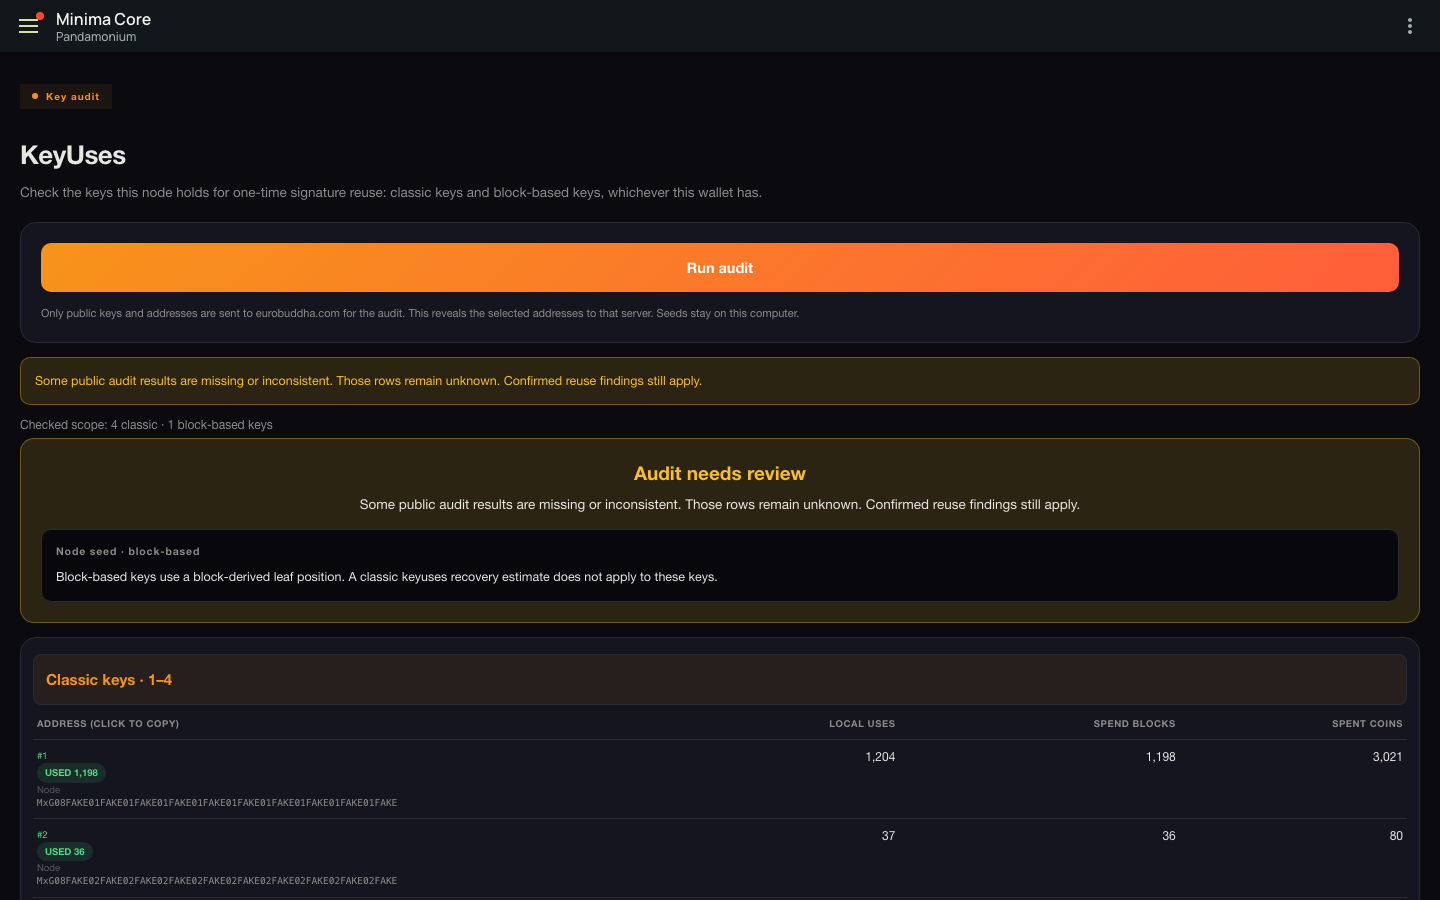 Minima Core
Pandamonium
Key audit
KeyUses
Check the keys this node holds for one-time signature reuse: classic keys and block-based keys, whichever this wallet has.
Run audit
Only public keys and addresses are sent to eurobuddha.com for the audit. This reveals the selected addresses to that server. Seeds stay on this computer.
Some public audit results are missing or inconsistent. Those rows remain unknown. Confirmed reuse findings still apply.
Checked scope: 4 classic · 1 block-based keys
Audit needs review
Some public audit results are missing or inconsistent. Those rows remain unknown. Confirmed reuse findings still apply.
Node seed · block-based
Block-based keys use a block-derived leaf position. A classic keyuses recovery estimate does not apply to these keys.
Classic keys · 1–4
ADDRESS (CLICK TO COPY) LOCAL USES SPEND BLOCKS SPENT COINS
#1 1,204 1,198 3,021
USED 1,198
Node
MxG08FAKE01FAKE01FAKE01FAKE01FAKE01FAKE01FAKE01FAKE01FAKE01FAKE
#2 37 36 80
USED 36
Node
MxG08FAKE02FAKE02FAKE02FAKE02FAKE02FAKE02FAKE02FAKE02FAKE02FAKE